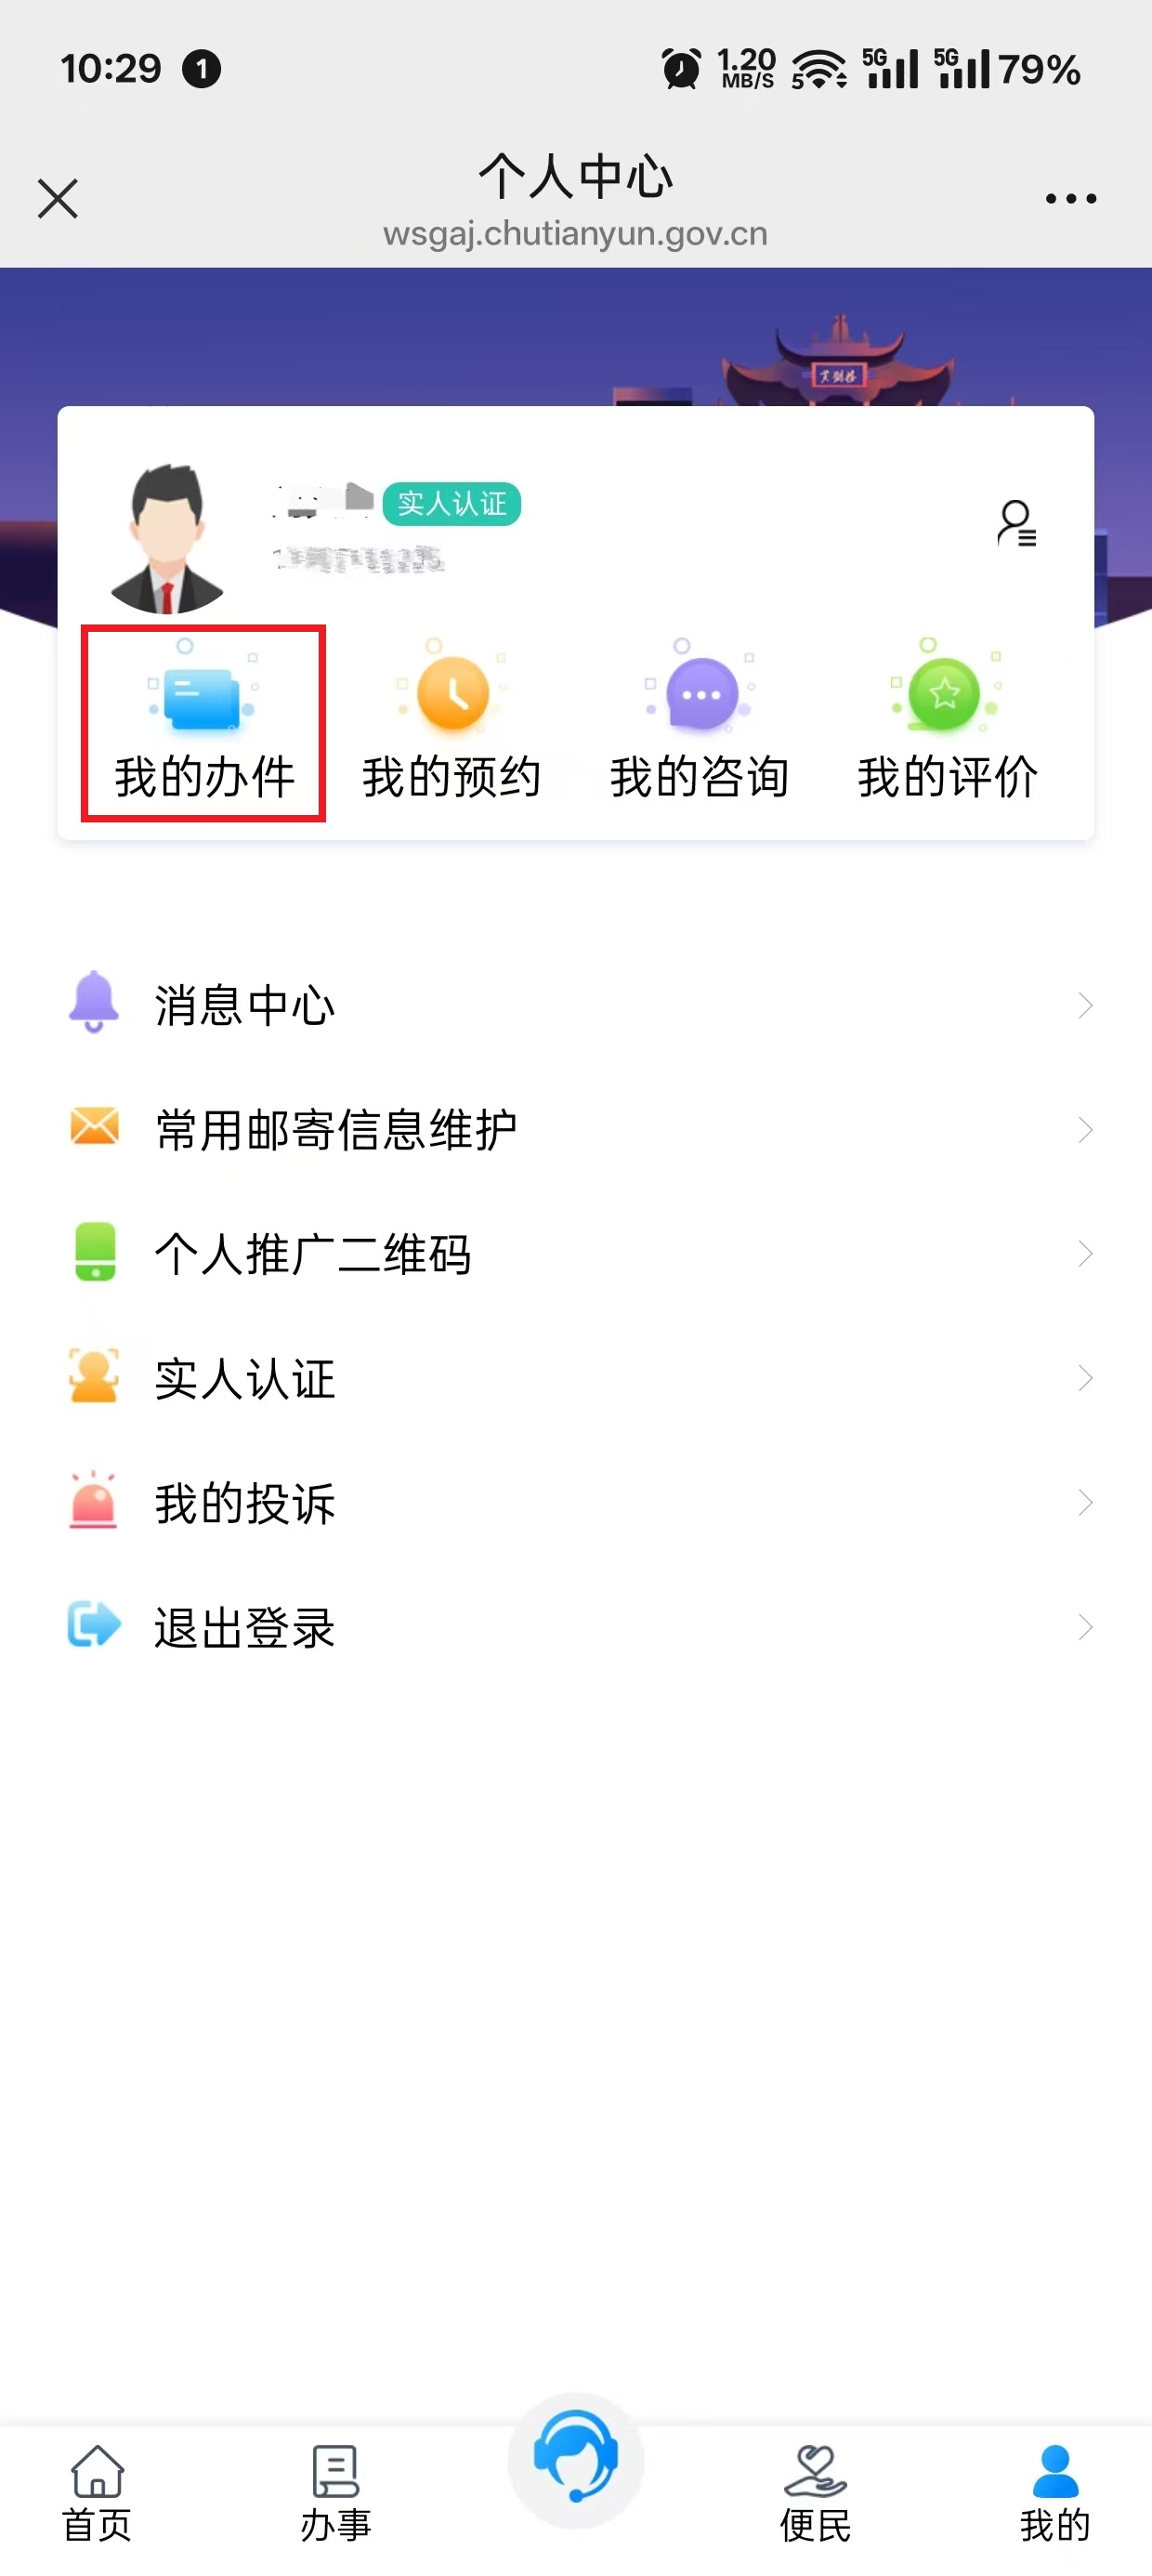 10:29 1 1.20 MB/S 5 5G 5G 79%
个人中心
wsgaj.chutianyun.gov.cn
黄鹤楼
实人认证
我的办件 我的预约 我的咨询 我的评价
消息中心
常用邮寄信息维护
个人推广二维码
实人认证
我的投诉
退出登录
首页 办事 便民 我的